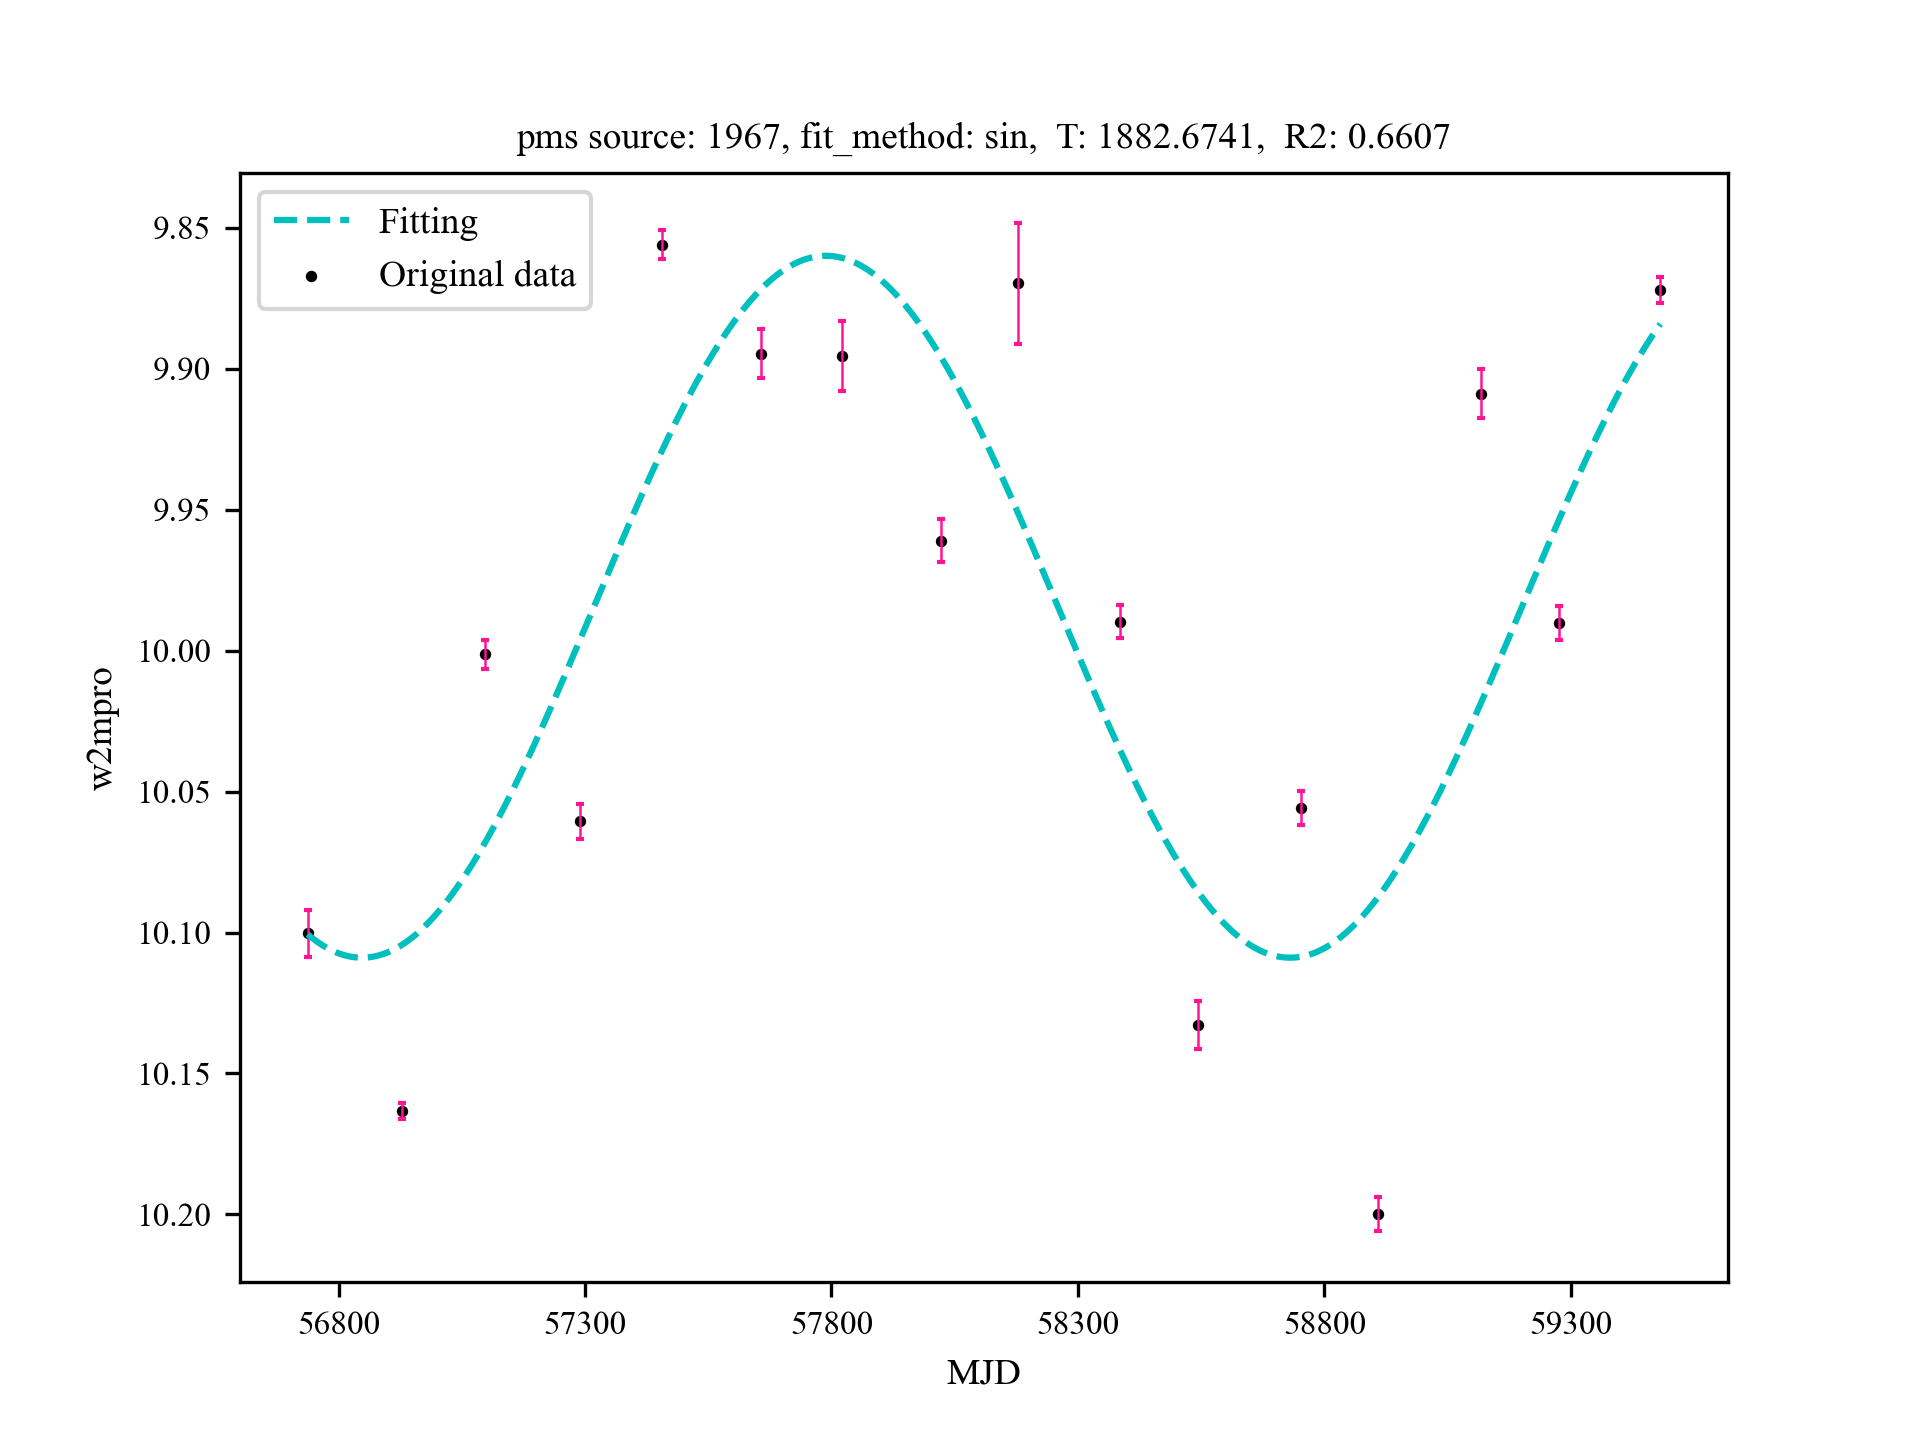 pms source: 1967, fit_method: sin,  T: 1882.6741,  R2: 0.6607
Fitting
Original data
9.85
9.90
9.95
10.00
10.05
10.10
10.15
10.20
w2mpro
56800
57300
57800
58300
58800
59300
MJD